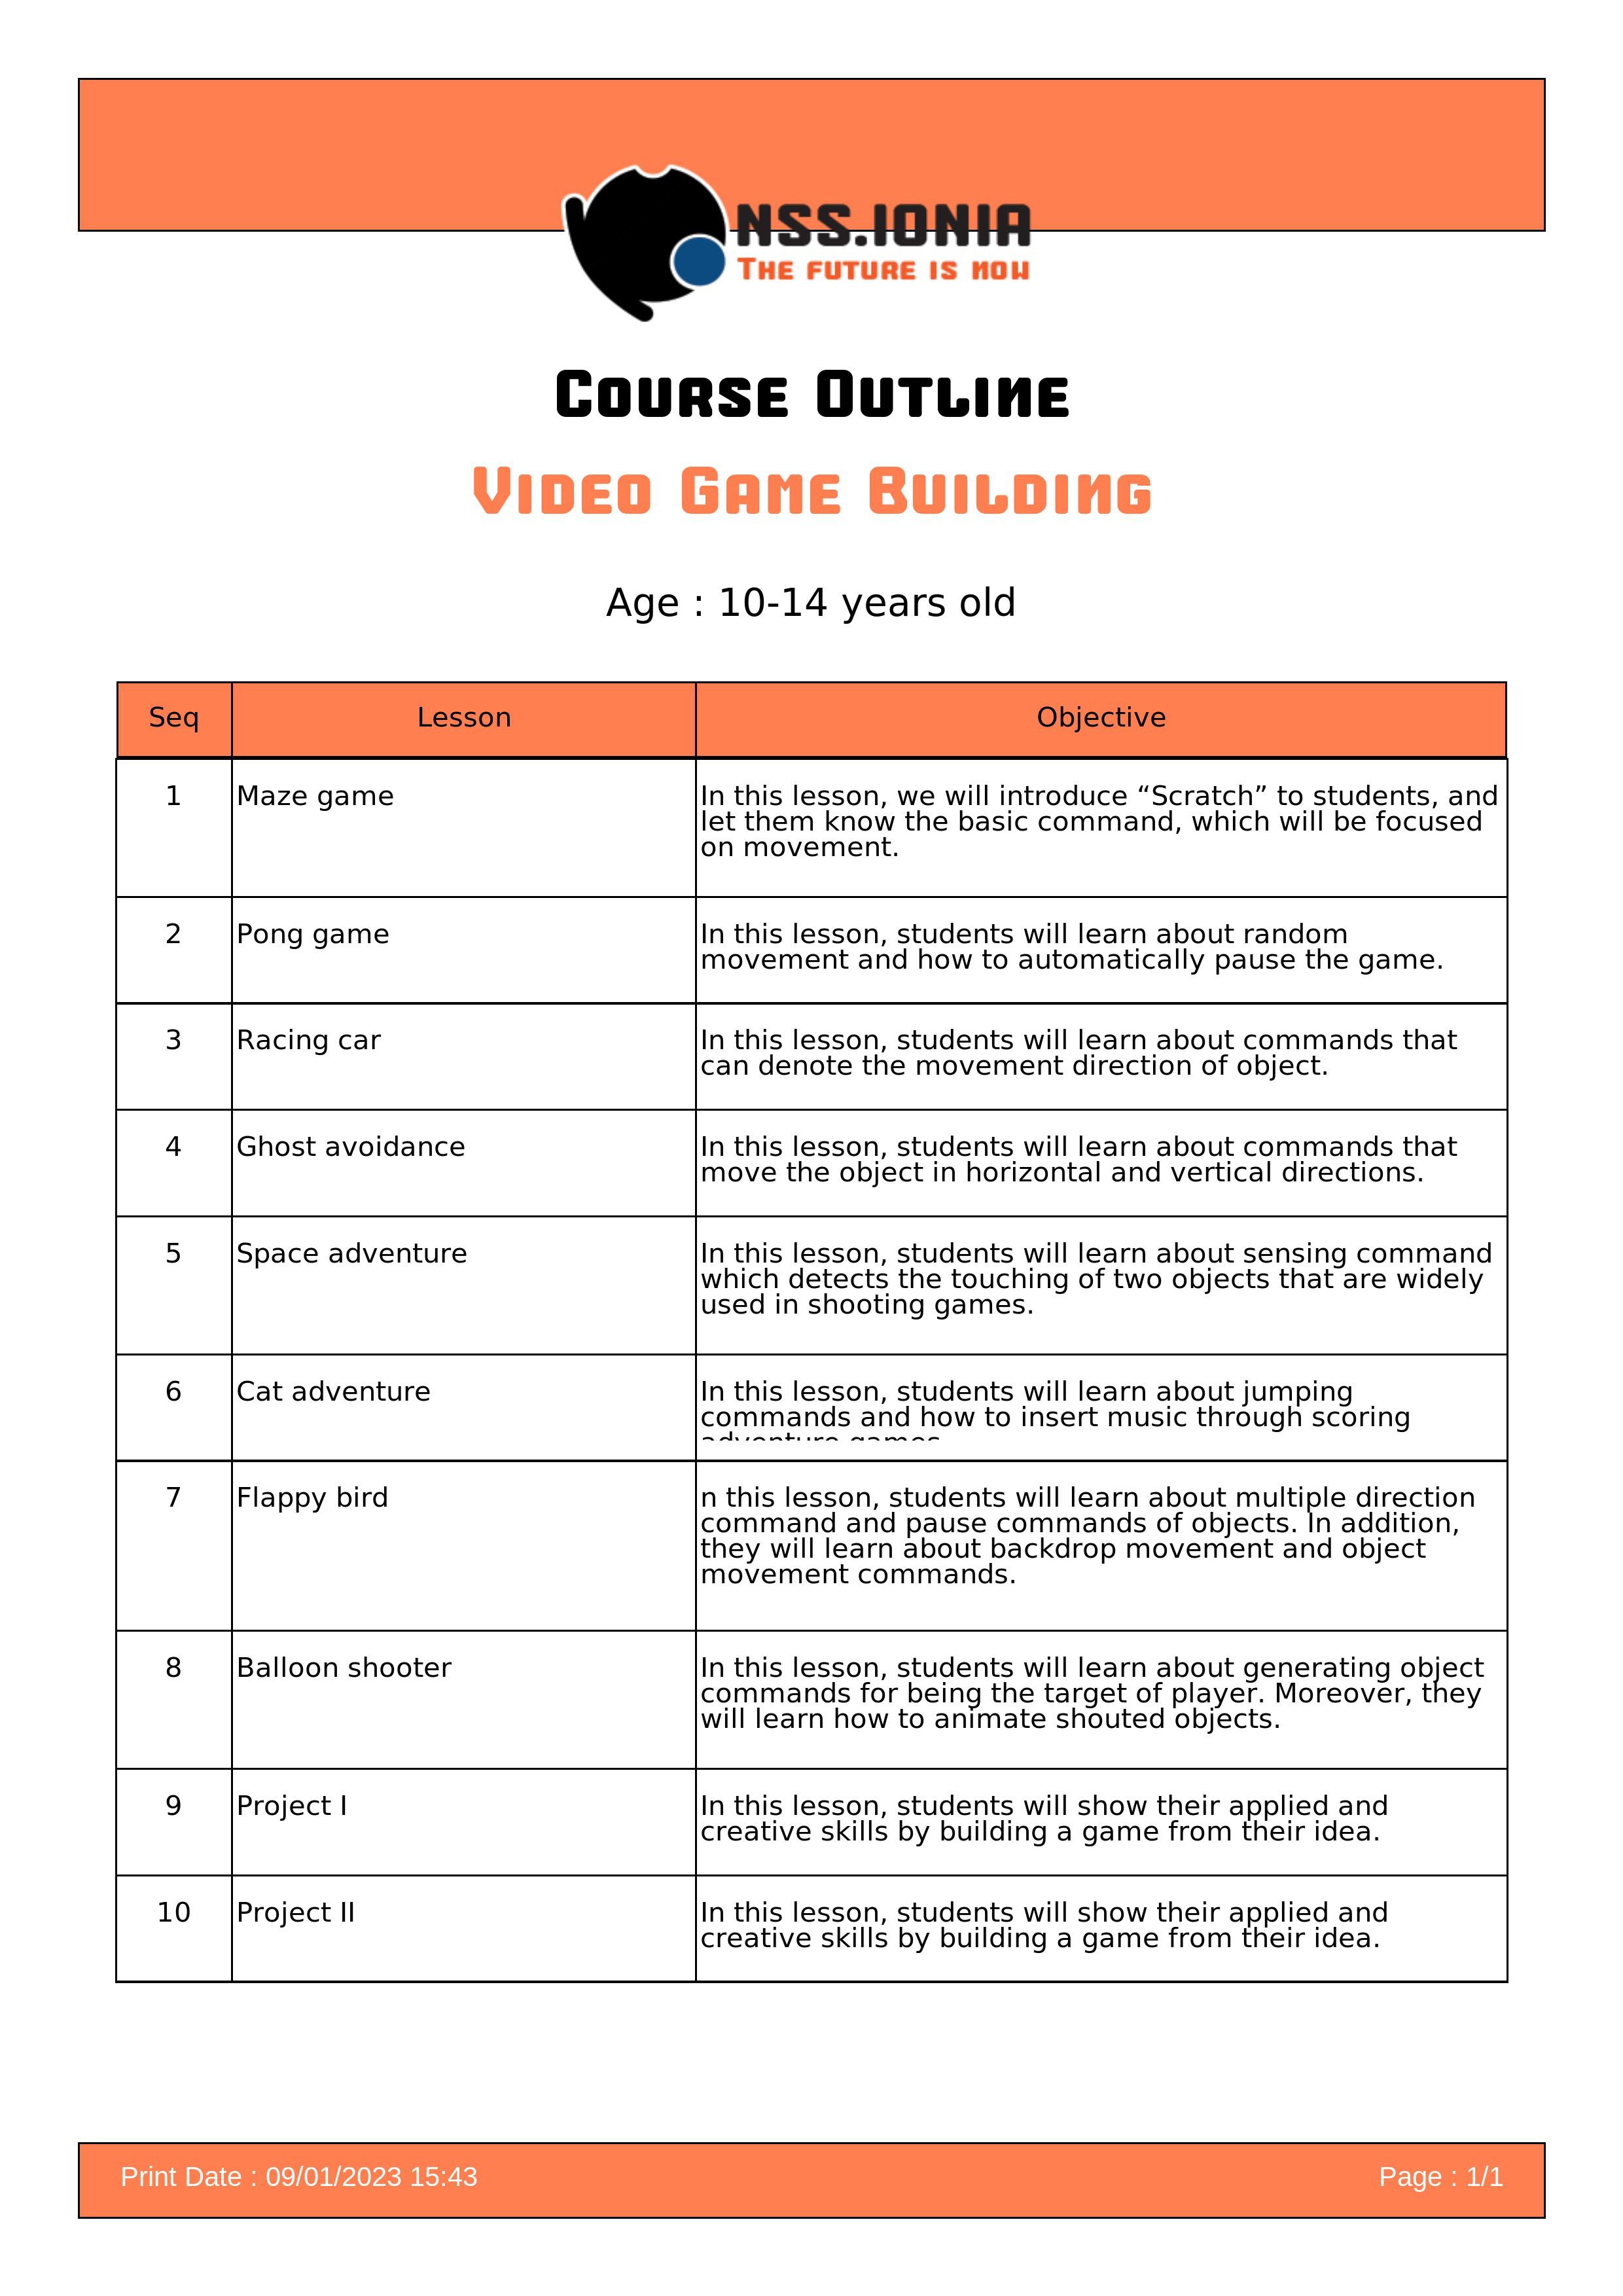 NSS.IONIA
THE FUTURE IS NOW
COURSE OUTLINE
VIDEO GAME BUILDING
Age : 10-14 years old
Seq Lesson Objective
1 Maze game In this lesson, we will introduce “Scratch” to students, and
let them know the basic command, which will be focused
on movement.
2 Pong game In this lesson, students will learn about random
movement and how to automatically pause the game.
3 Racing car In this lesson, students will learn about commands that
can denote the movement direction of object.
4 Ghost avoidance In this lesson, students will learn about commands that
move the object in horizontal and vertical directions.
5 Space adventure In this lesson, students will learn about sensing command
which detects the touching of two objects that are widely
used in shooting games.
6 Cat adventure In this lesson, students will learn about jumping
commands and how to insert music through scoring
adventure games
7 Flappy bird n this lesson, students will learn about multiple direction
command and pause commands of objects. In addition,
they will learn about backdrop movement and object
movement commands.
8 Balloon shooter In this lesson, students will learn about generating object
commands for being the target of player. Moreover, they
will learn how to animate shouted objects.
9 Project I In this lesson, students will show their applied and
creative skills by building a game from their idea.
10 Project II In this lesson, students will show their applied and
creative skills by building a game from their idea.
Print Date : 09/01/2023 15:43 Page : 1/1